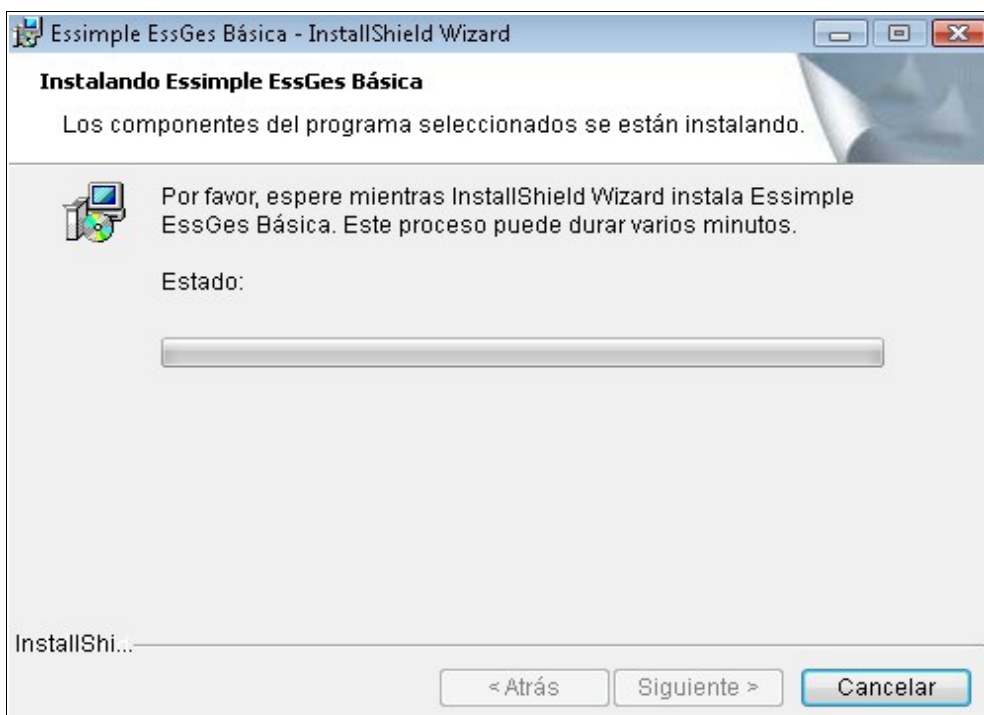 Essimple EssGes Básica - InstallShield Wizard
Instalando Essimple EssGes Básica
Los componentes del programa seleccionados se están instalando.
Por favor, espere mientras InstallShield Wizard instala Essimple
EssGes Básica. Este proceso puede durar varios minutos.
Estado:
InstallShi...
< Atrás
Siguiente >
Cancelar